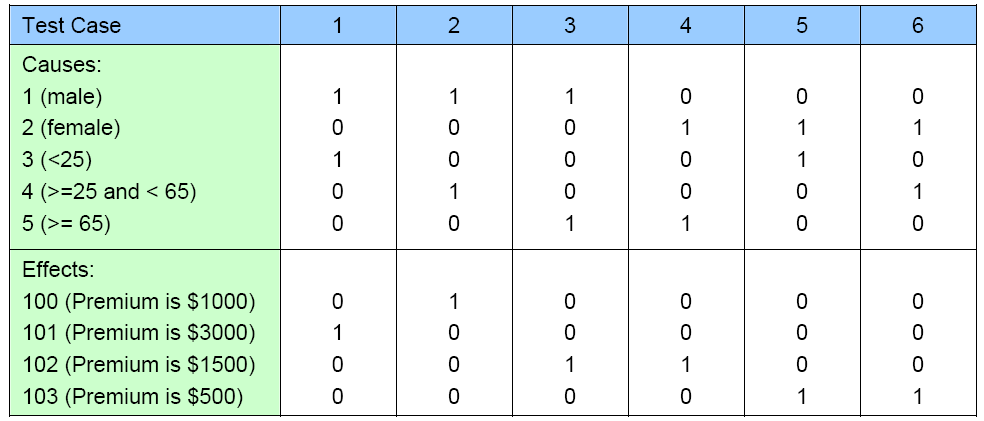 Test Case 1 2 3 4 5 6
Causes:
1 (male) 1 1 1 0 0 0
2 (female) 0 0 0 1 1 1
3 (<25) 1 0 0 0 1 0
4 (>=25 and < 65) 0 1 0 0 0 1
5 (>= 65) 0 0 1 1 0 0
Effects:
100 (Premium is $1000) 0 1 0 0 0 0
101 (Premium is $3000) 1 0 0 0 0 0
102 (Premium is $1500) 0 0 1 1 0 0
103 (Premium is $500) 0 0 0 0 1 1